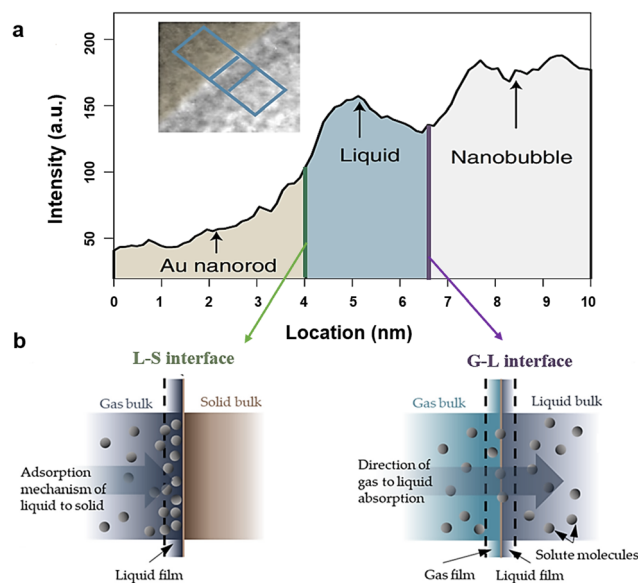 a
200
150
100
50
Intensity (a.u.)
Liquid
Nanobubble
Au nanorod
0 1 2 3 4 5 6 7 8 9 10
Location (nm)
b
L-S interface
G-L interface
Gas bulk
Solid bulk
Adsorption
mechanism of
liquid to solid
Liquid film
Gas bulk
Liquid bulk
Direction of
gas to liquid
absorption
Gas film
Liquid film
Solute molecules